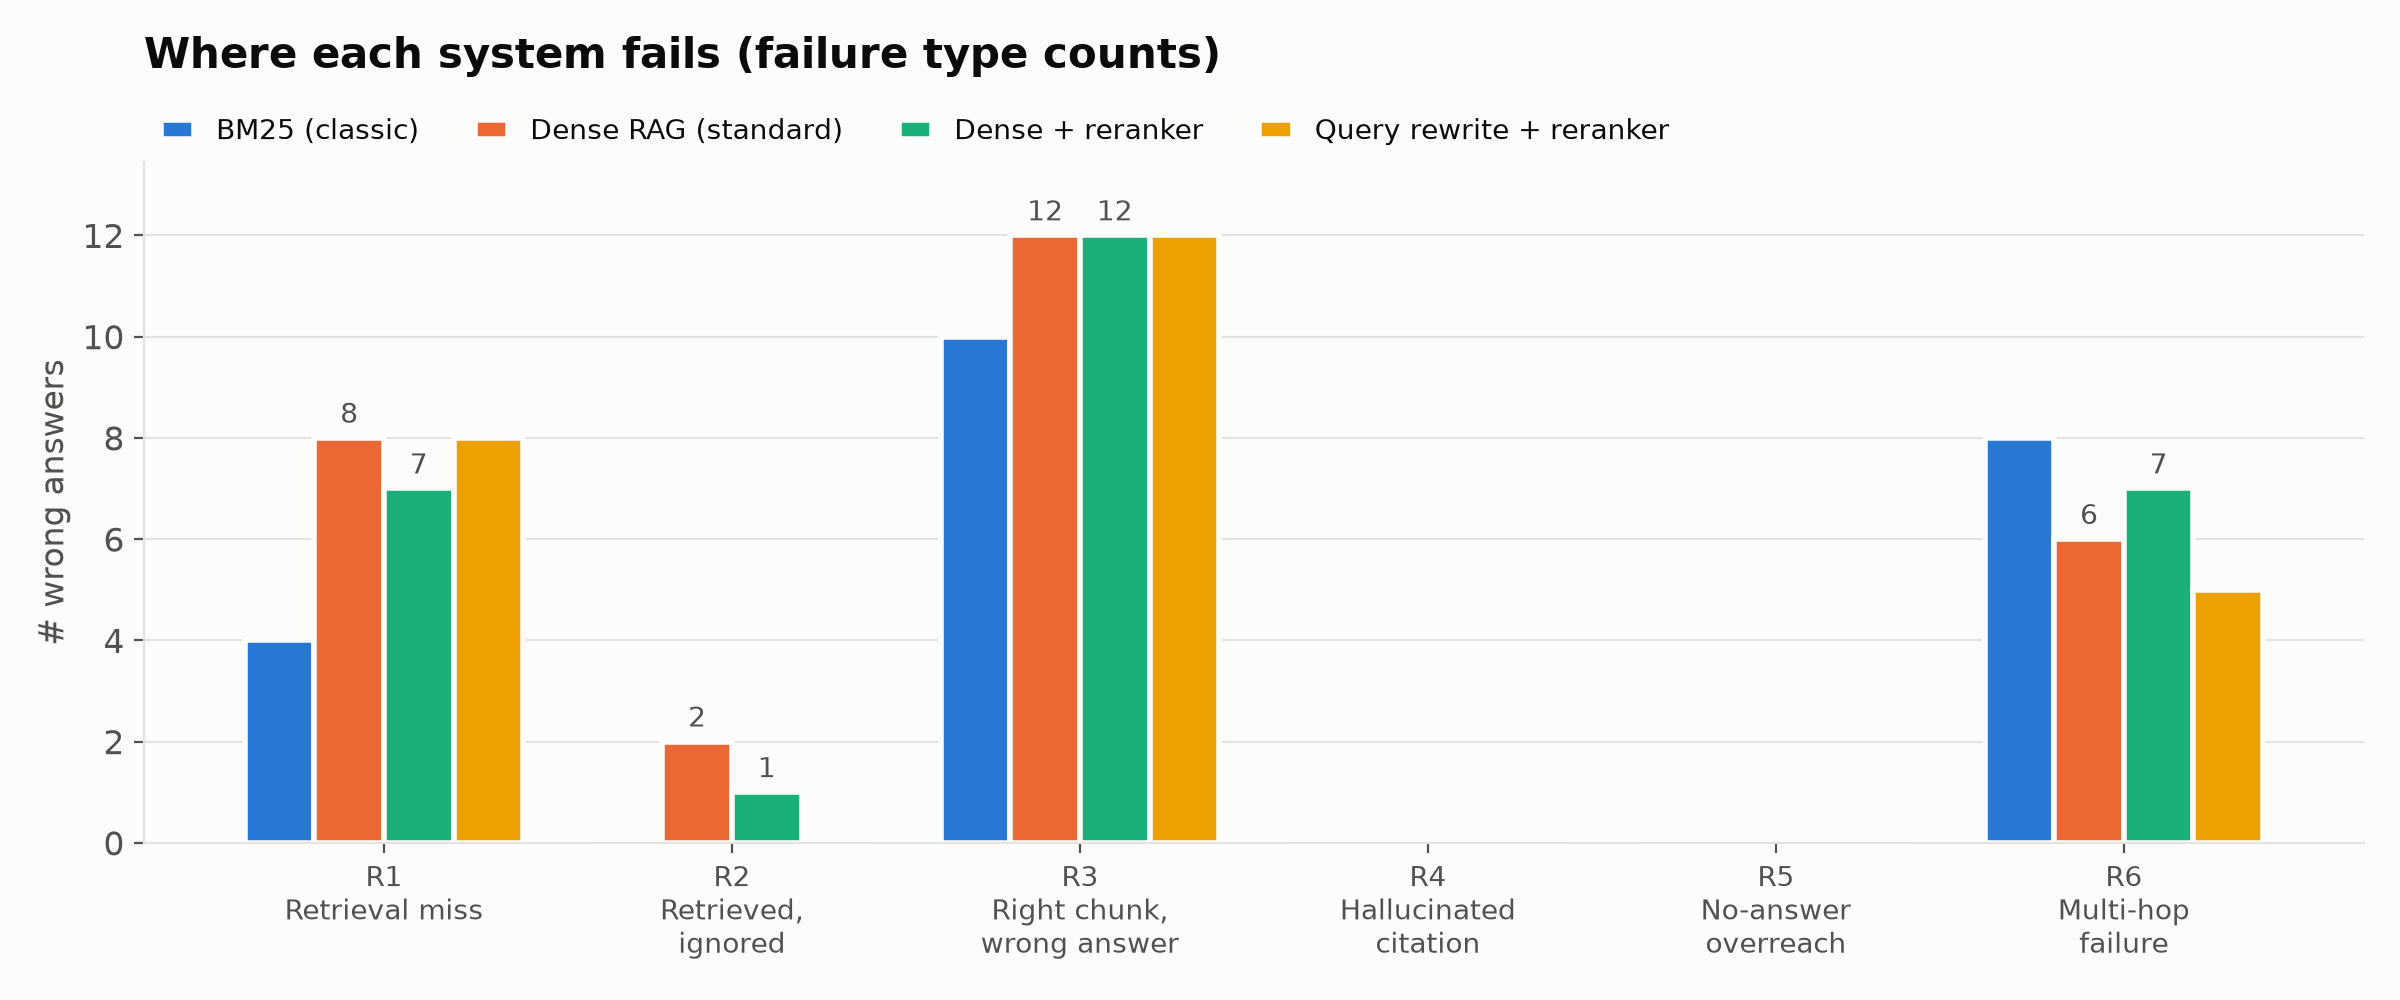 Where each system fails (failure type counts)
BM25 (classic) Dense RAG (standard) Dense + reranker Query rewrite + reranker
# wrong answers
12
10
8
6
4
2
0
8
7
2
1
12 12
6
7
R1
Retrieval miss
R2
Retrieved,
ignored
R3
Right chunk,
wrong answer
R4
Hallucinated
citation
R5
No-answer
overreach
R6
Multi-hop
failure